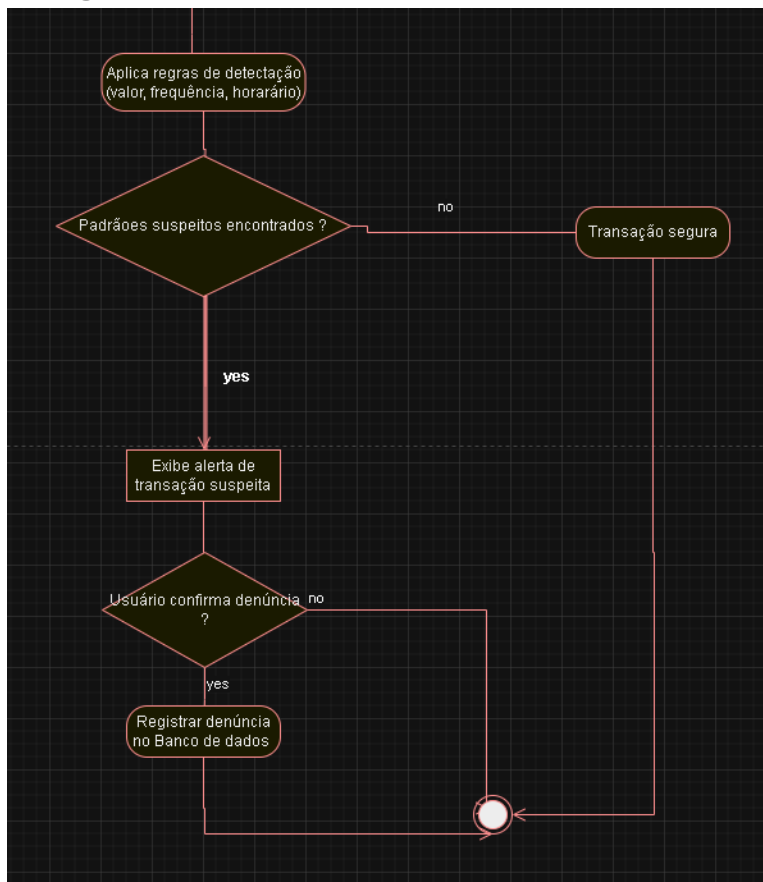 Aplica regras de detectação
(valor, frequência, horarário)
Padrãoes suspeitos encontrados ?
no
Transação segura
yes
Exibe alerta de
transação suspeita
Usuário confirma denúncia
?
no
yes
Registrar denúncia
no Banco de dados